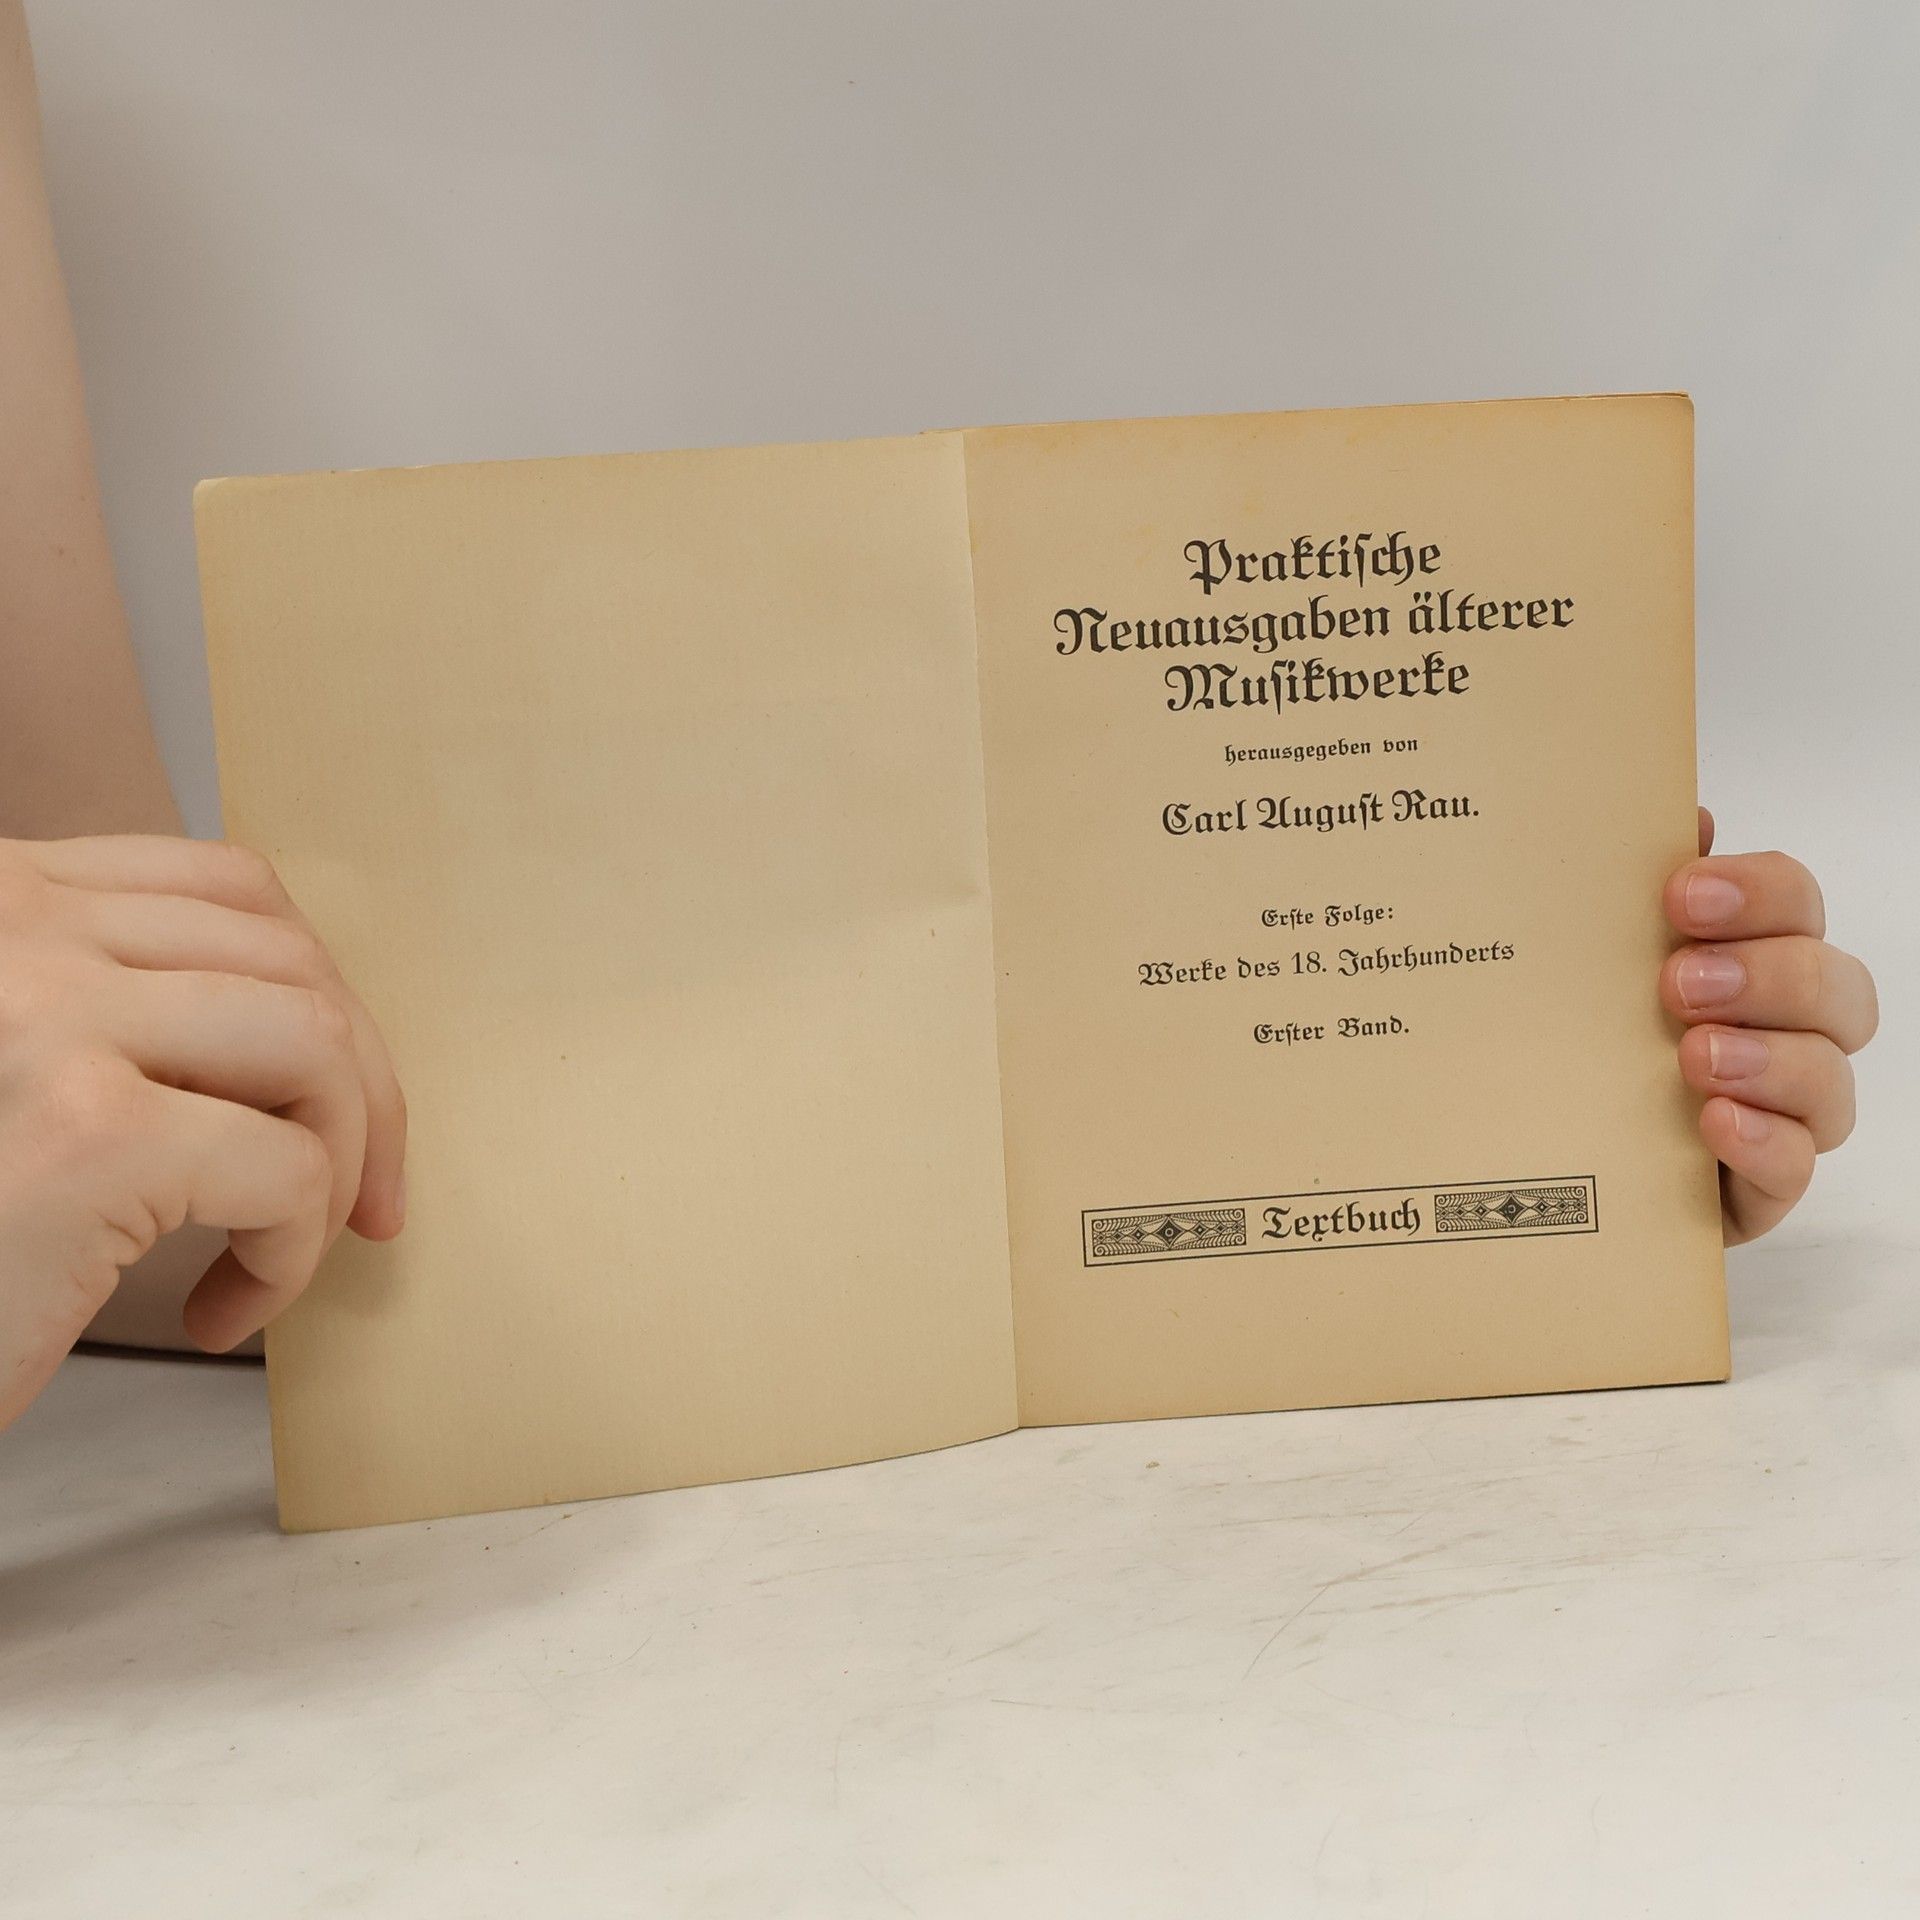 Praktiſche
Neuausgaben älterer
Muſikwerke
herausgegeben von
Carl Auguſt Rau.
Erſte Folge:
Werke des 18. Jahrhunderts
Erſter Band.
Textbuch